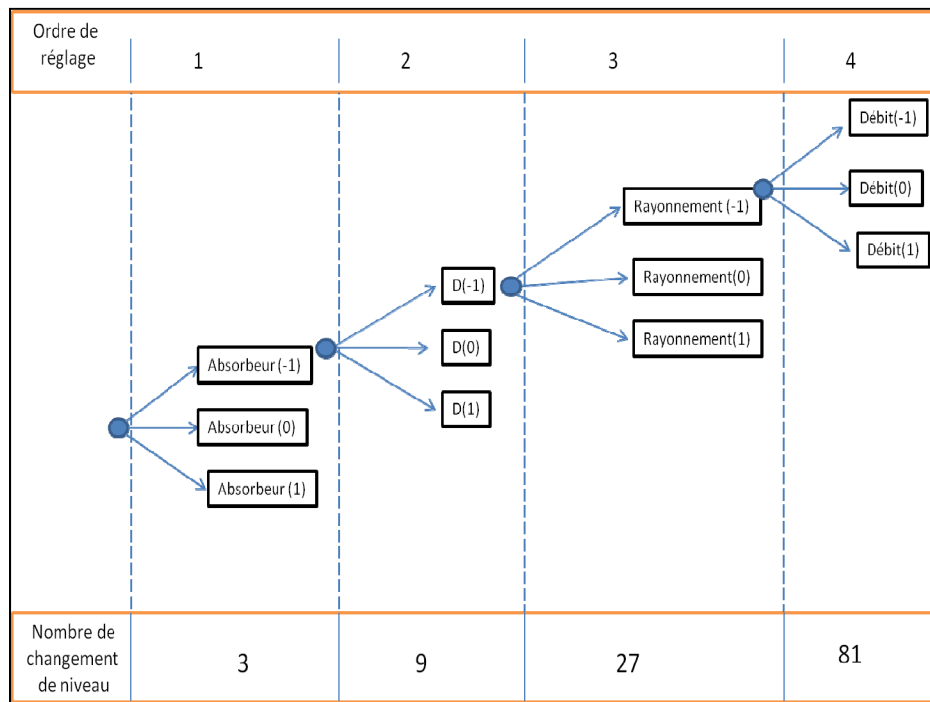 Ordre de
réglage
1
2
3
4
Débit(-1)
Débit(0)
Débit(1)
Rayonnement (-1)
Rayonnement(0)
Rayonnement(1)
D(-1)
D(0)
D(1)
Absorbeur (-1)
Absorbeur (0)
Absorbeur (1)
Nombre de
changement
de niveau
3
9
27
81